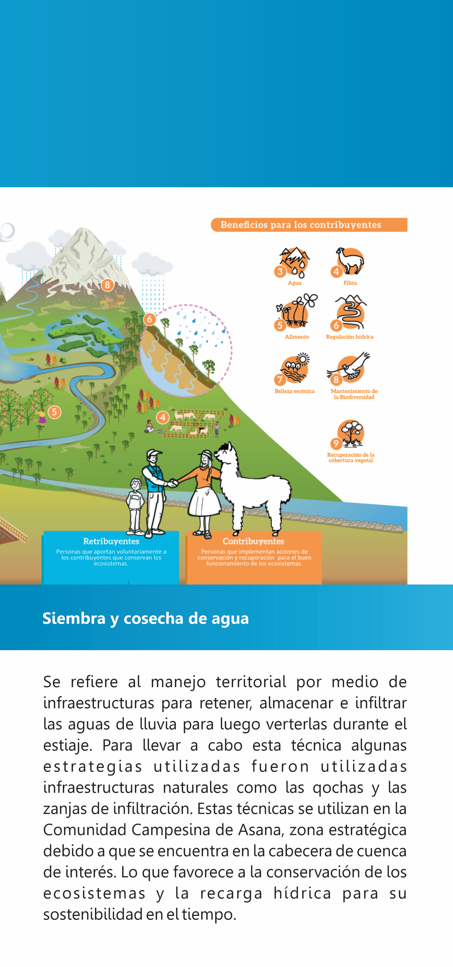 Beneficios para los contribuyentes
3
Agua
4
Fibra
5
Alimento
6
Regulación hídrica
7
Belleza escénica
8
Mantenimiento de
la Biodiversidad
9
Recuperación de la
cobertura vegetal
8
6
5
4
Retribuyentes
Personas que aportan voluntariamente a
los contribuyentes que conservan los
ecosistemas.
Contribuyentes
Personas que implementan acciones de
conservación y recuperación para el buen
funcionamiento de los ecosistemas.
Siembra y cosecha de agua
Se refiere al manejo territorial por medio de
infraestructuras para retener, almacenar e infiltrar
las aguas de lluvia para luego verterlas durante el
estiaje. Para llevar a cabo esta técnica algunas
estrategias utilizadas fueron utilizadas
infraestructuras naturales como las qochas y las
zanjas de infiltración. Estas técnicas se utilizan en la
Comunidad Campesina de Asana, zona estratégica
debido a que se encuentra en la cabecera de cuenca
de interés. Lo que favorece a la conservación de los
ecosistemas y la recarga hídrica para su
sostenibilidad en el tiempo.